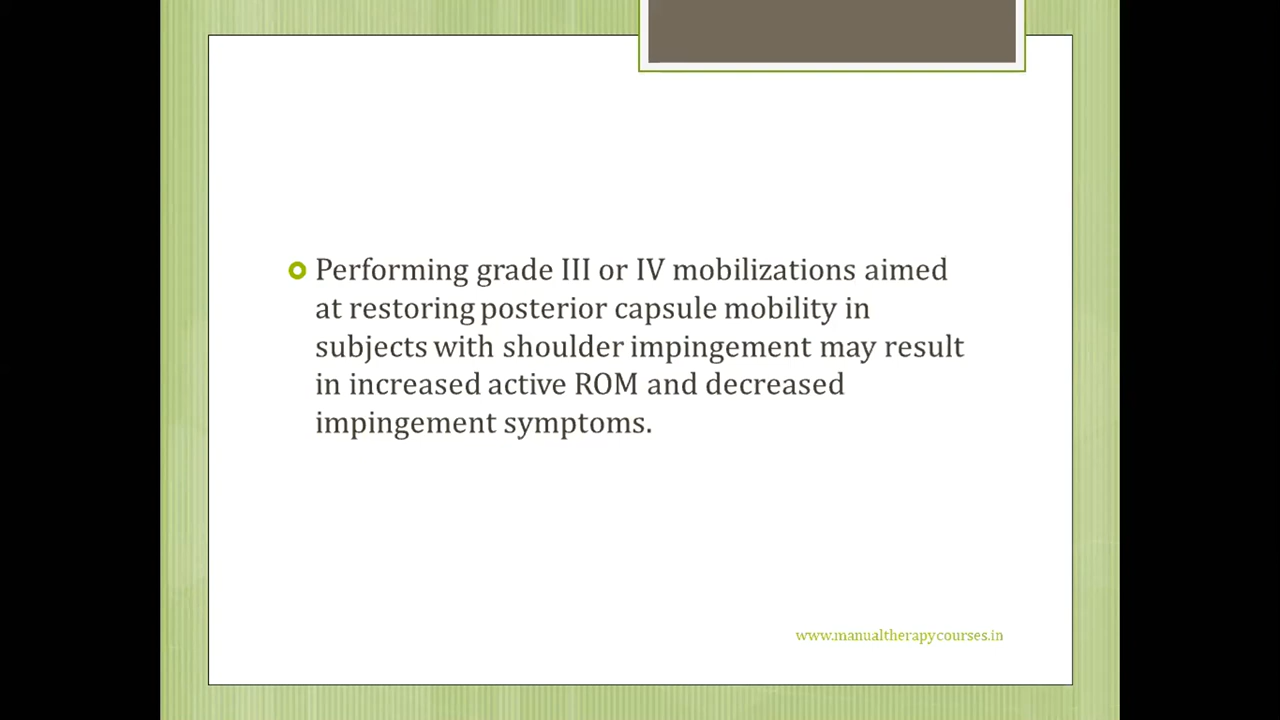 Performing grade III or IV mobilizations aimed
at restoring posterior capsule mobility in
subjects with shoulder impingement may result
in increased active ROM and decreased
impingement symptoms.
www.manualtherapycourses.in